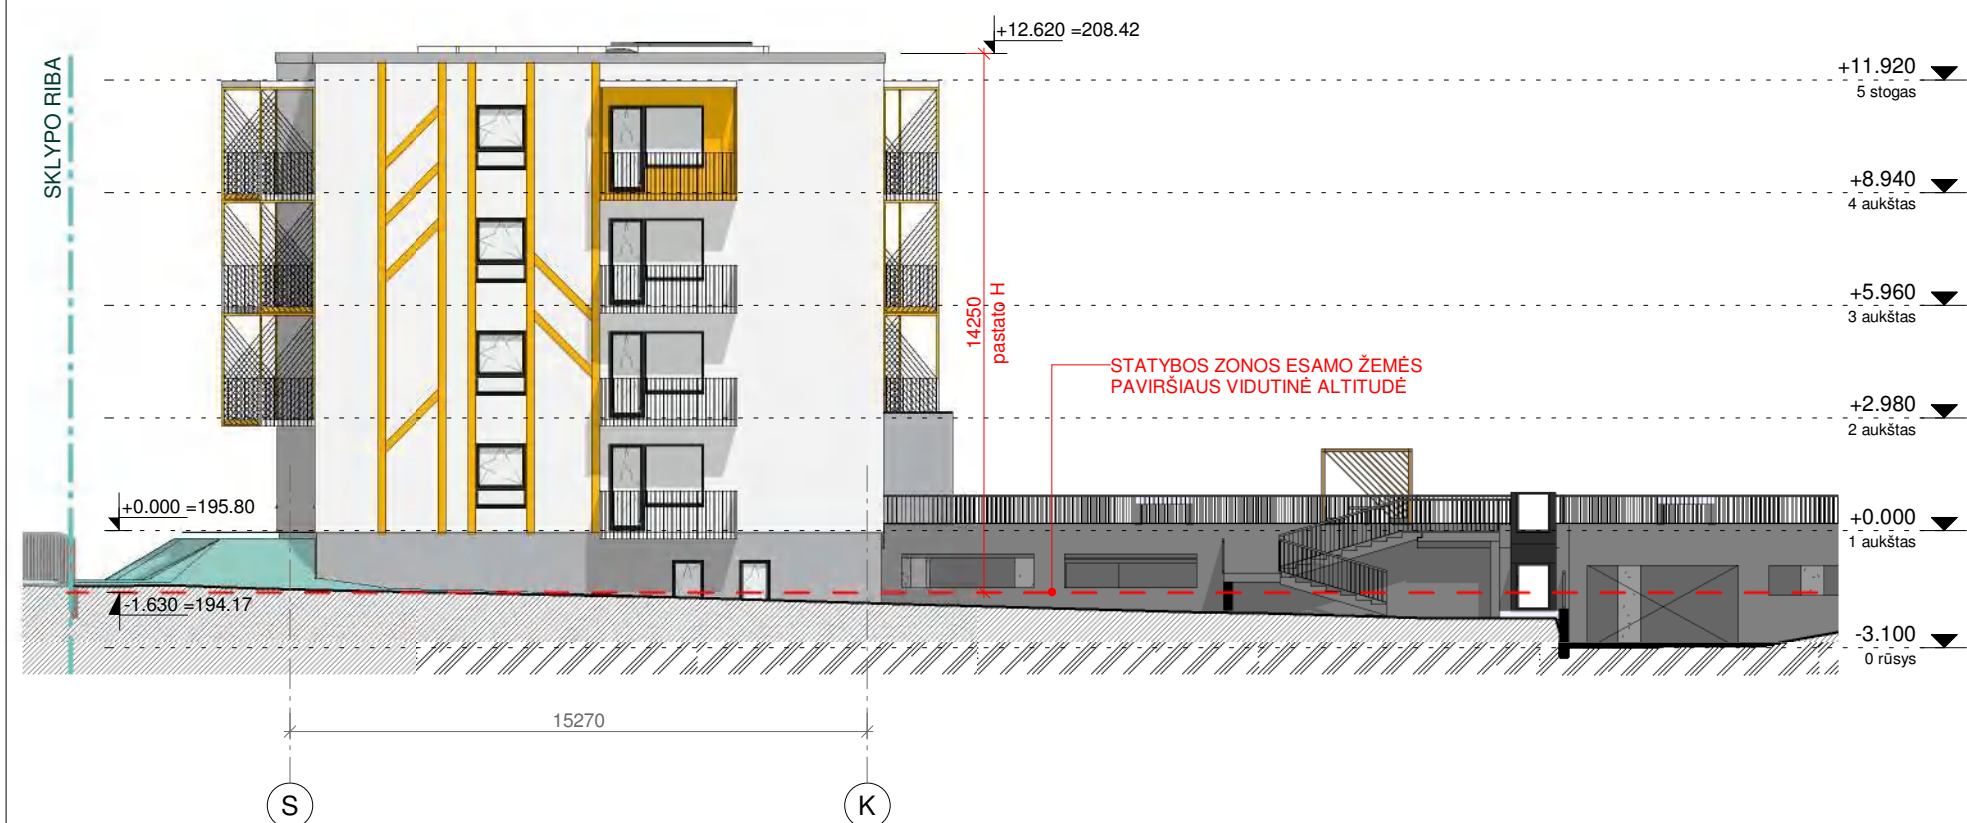 +12.620 =208.42
SKLYPO RIBA
+11.920
5 stogas
+8.940
4 aukštas
+5.960
3 aukštas
14250
pastato H
STATYBOS ZONOS ESAMO ŽEMĖS
PAVIRŠIAUS VIDUTINĖ ALTITUDĖ
+2.980
2 aukštas
+0.000 =195.80
+0.000
1 aukštas
-1.630 =194.17
-3.100
0 rūsys
15270
S
K